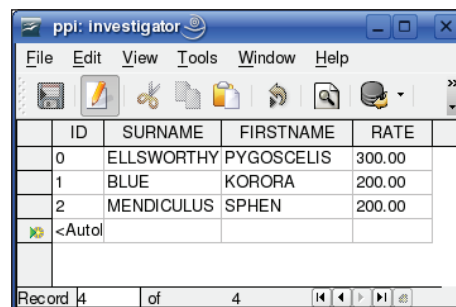 ppi: investigator
File Edit View Tools Window Help
ID SURNAME FIRSTNAME RATE
0 ELLSWORTHY PYGOSCELIS 300.00
1 BLUE KORORA 200.00
2 MENDICULUS SPHEN 200.00
<Autol
Record 4 of 4